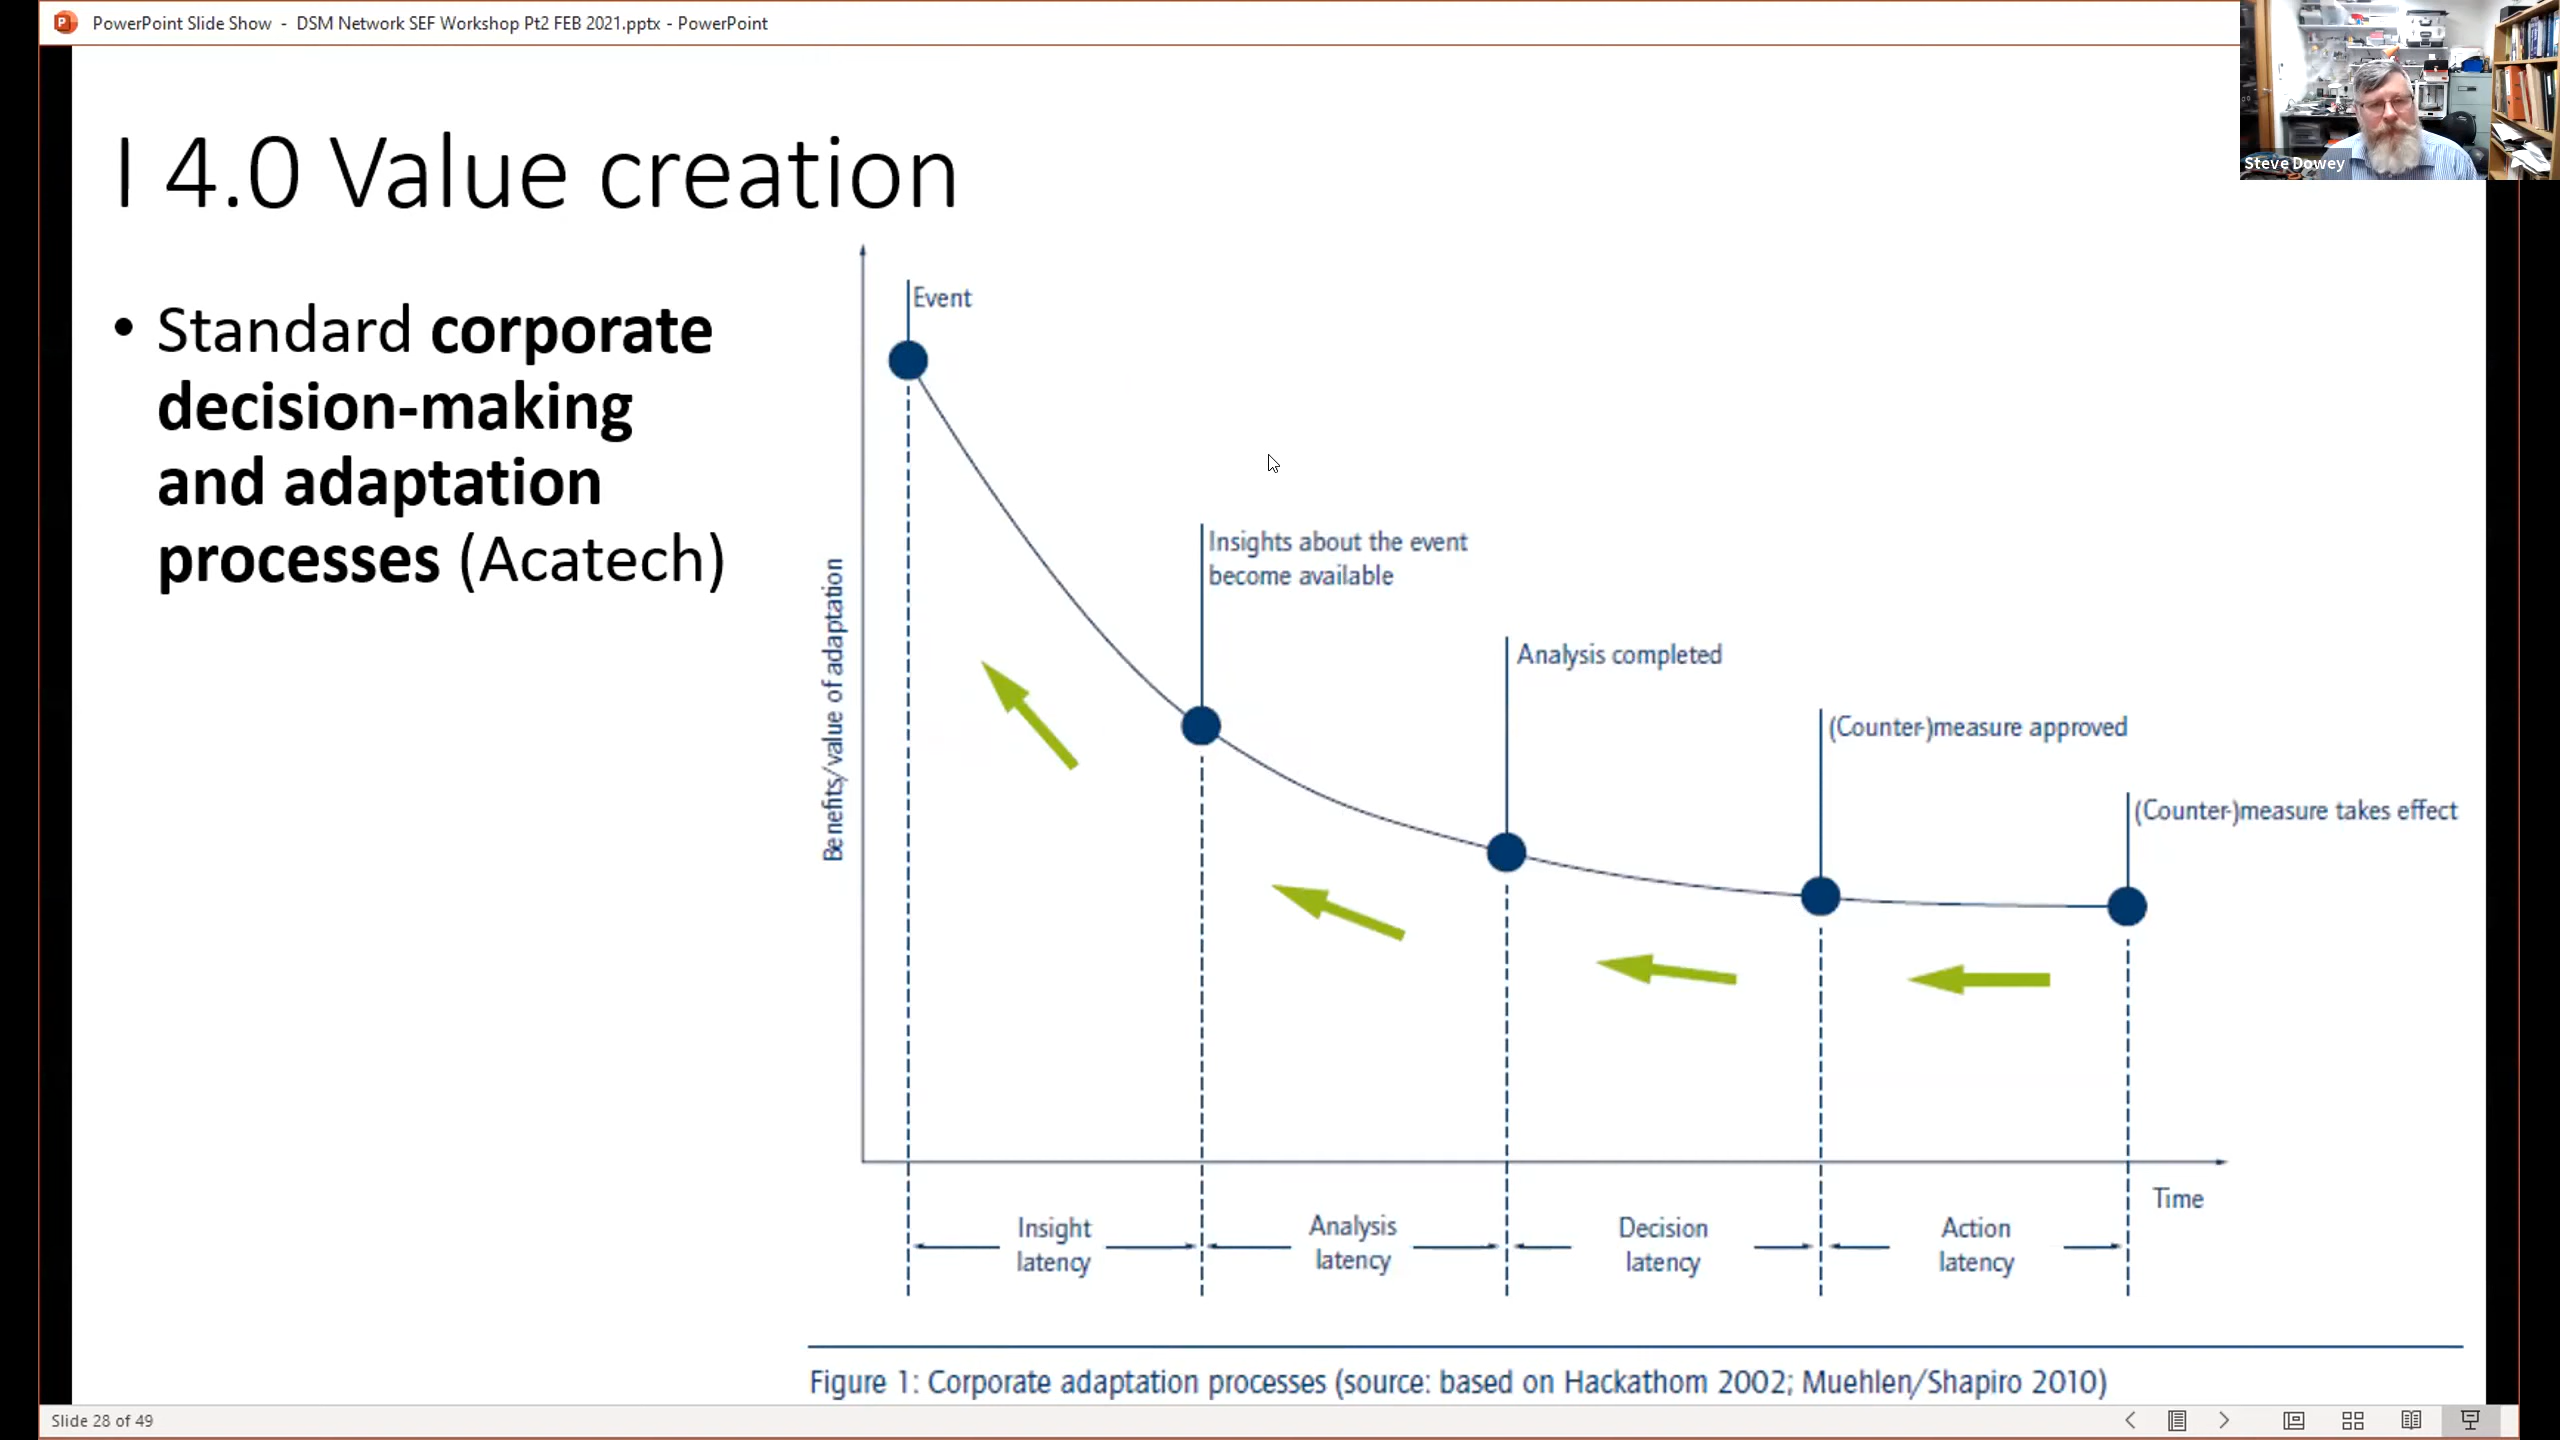 PowerPoint Slide Show - DSM Network SEF Workshop Pt2 FEB 2021.pptx - PowerPoint
Steve Dowey
I 4.0 Value creation
• Standard corporate
decision-making
and adaptation
processes (Acatech)
Benefits/value of adaptation
Event
Insights about the event
become available
Analysis completed
(Counter-)measure approved
(Counter-)measure takes effect
Time
Insight
latency
Analysis
latency
Decision
latency
Action
latency
Figure 1: Corporate adaptation processes (source: based on Hackathom 2002; Muehlen/Shapiro 2010)
Slide 28 of 49